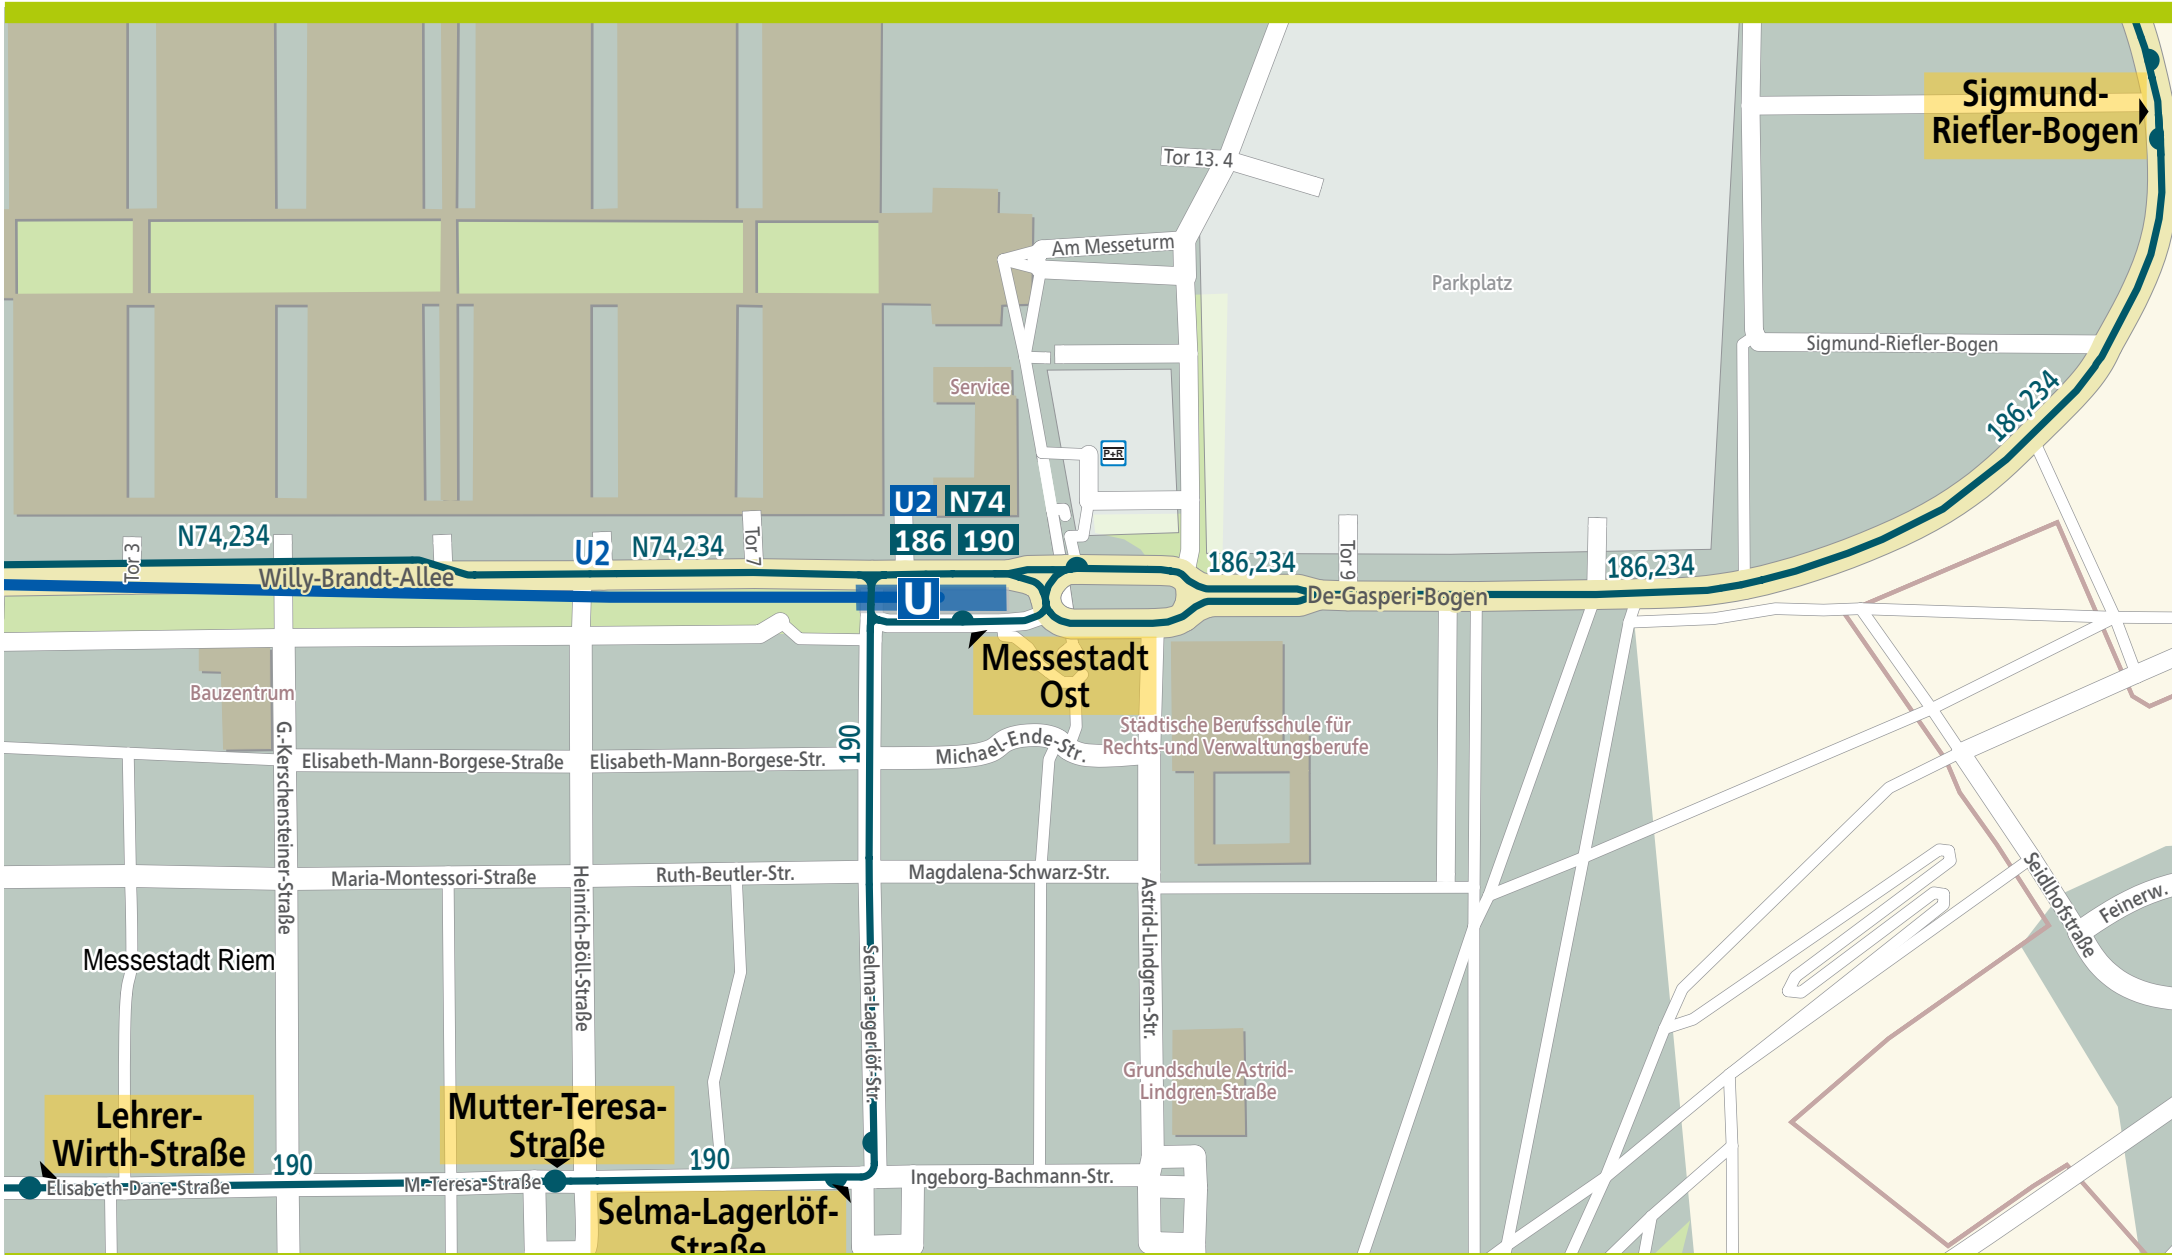 Sigmund-
Riefler-Bogen
Tor 13. 4
Am Messeturm
Parkplatz
Sigmund-Riefler-Bogen
Service
186,234
P+R
U2 N74
186 190
N74,234
U2
N74,234
Tor 3
Tor 7
Willy-Brandt-Allee
U
186,234
Tor 9
186,234
De-Gasperi-Bogen
Messestadt
Ost
Bauzentrum
G.-Kerschensteiner-Straße
190
Städtische Berufsschule für
Rechts-und Verwaltungsberufe
Elisabeth-Mann-Borgese-Straße
Elisabeth-Mann-Borgese-Str.
Michael-Ende-Str.
Maria-Montessori-Straße
Ruth-Beutler-Str.
Magdalena-Schwarz-Str.
Heinrich-Böll-Straße
Astrid-Lindgren-Str.
Selma-Lagerlöf-Str.
Seidlhofstraße
Feinerw.
Messestadt Riem
Grundschule Astrid-
Lindgren-Straße
Lehrer-
Wirth-Straße
Mutter-Teresa-
Straße
190
190
Elisabeth-Dane-Straße
M.-Teresa-Straße
Ingeborg-Bachmann-Str.
Selma-Lagerlöf-
Straße